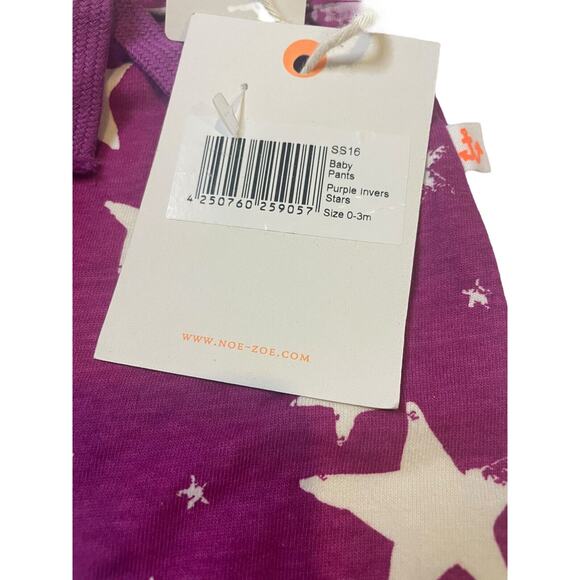 SS16
Baby
Pants
Purple Invers
Stars
Size 0-3m
4 250760 259057
WWW.NOE-ZOE.COM